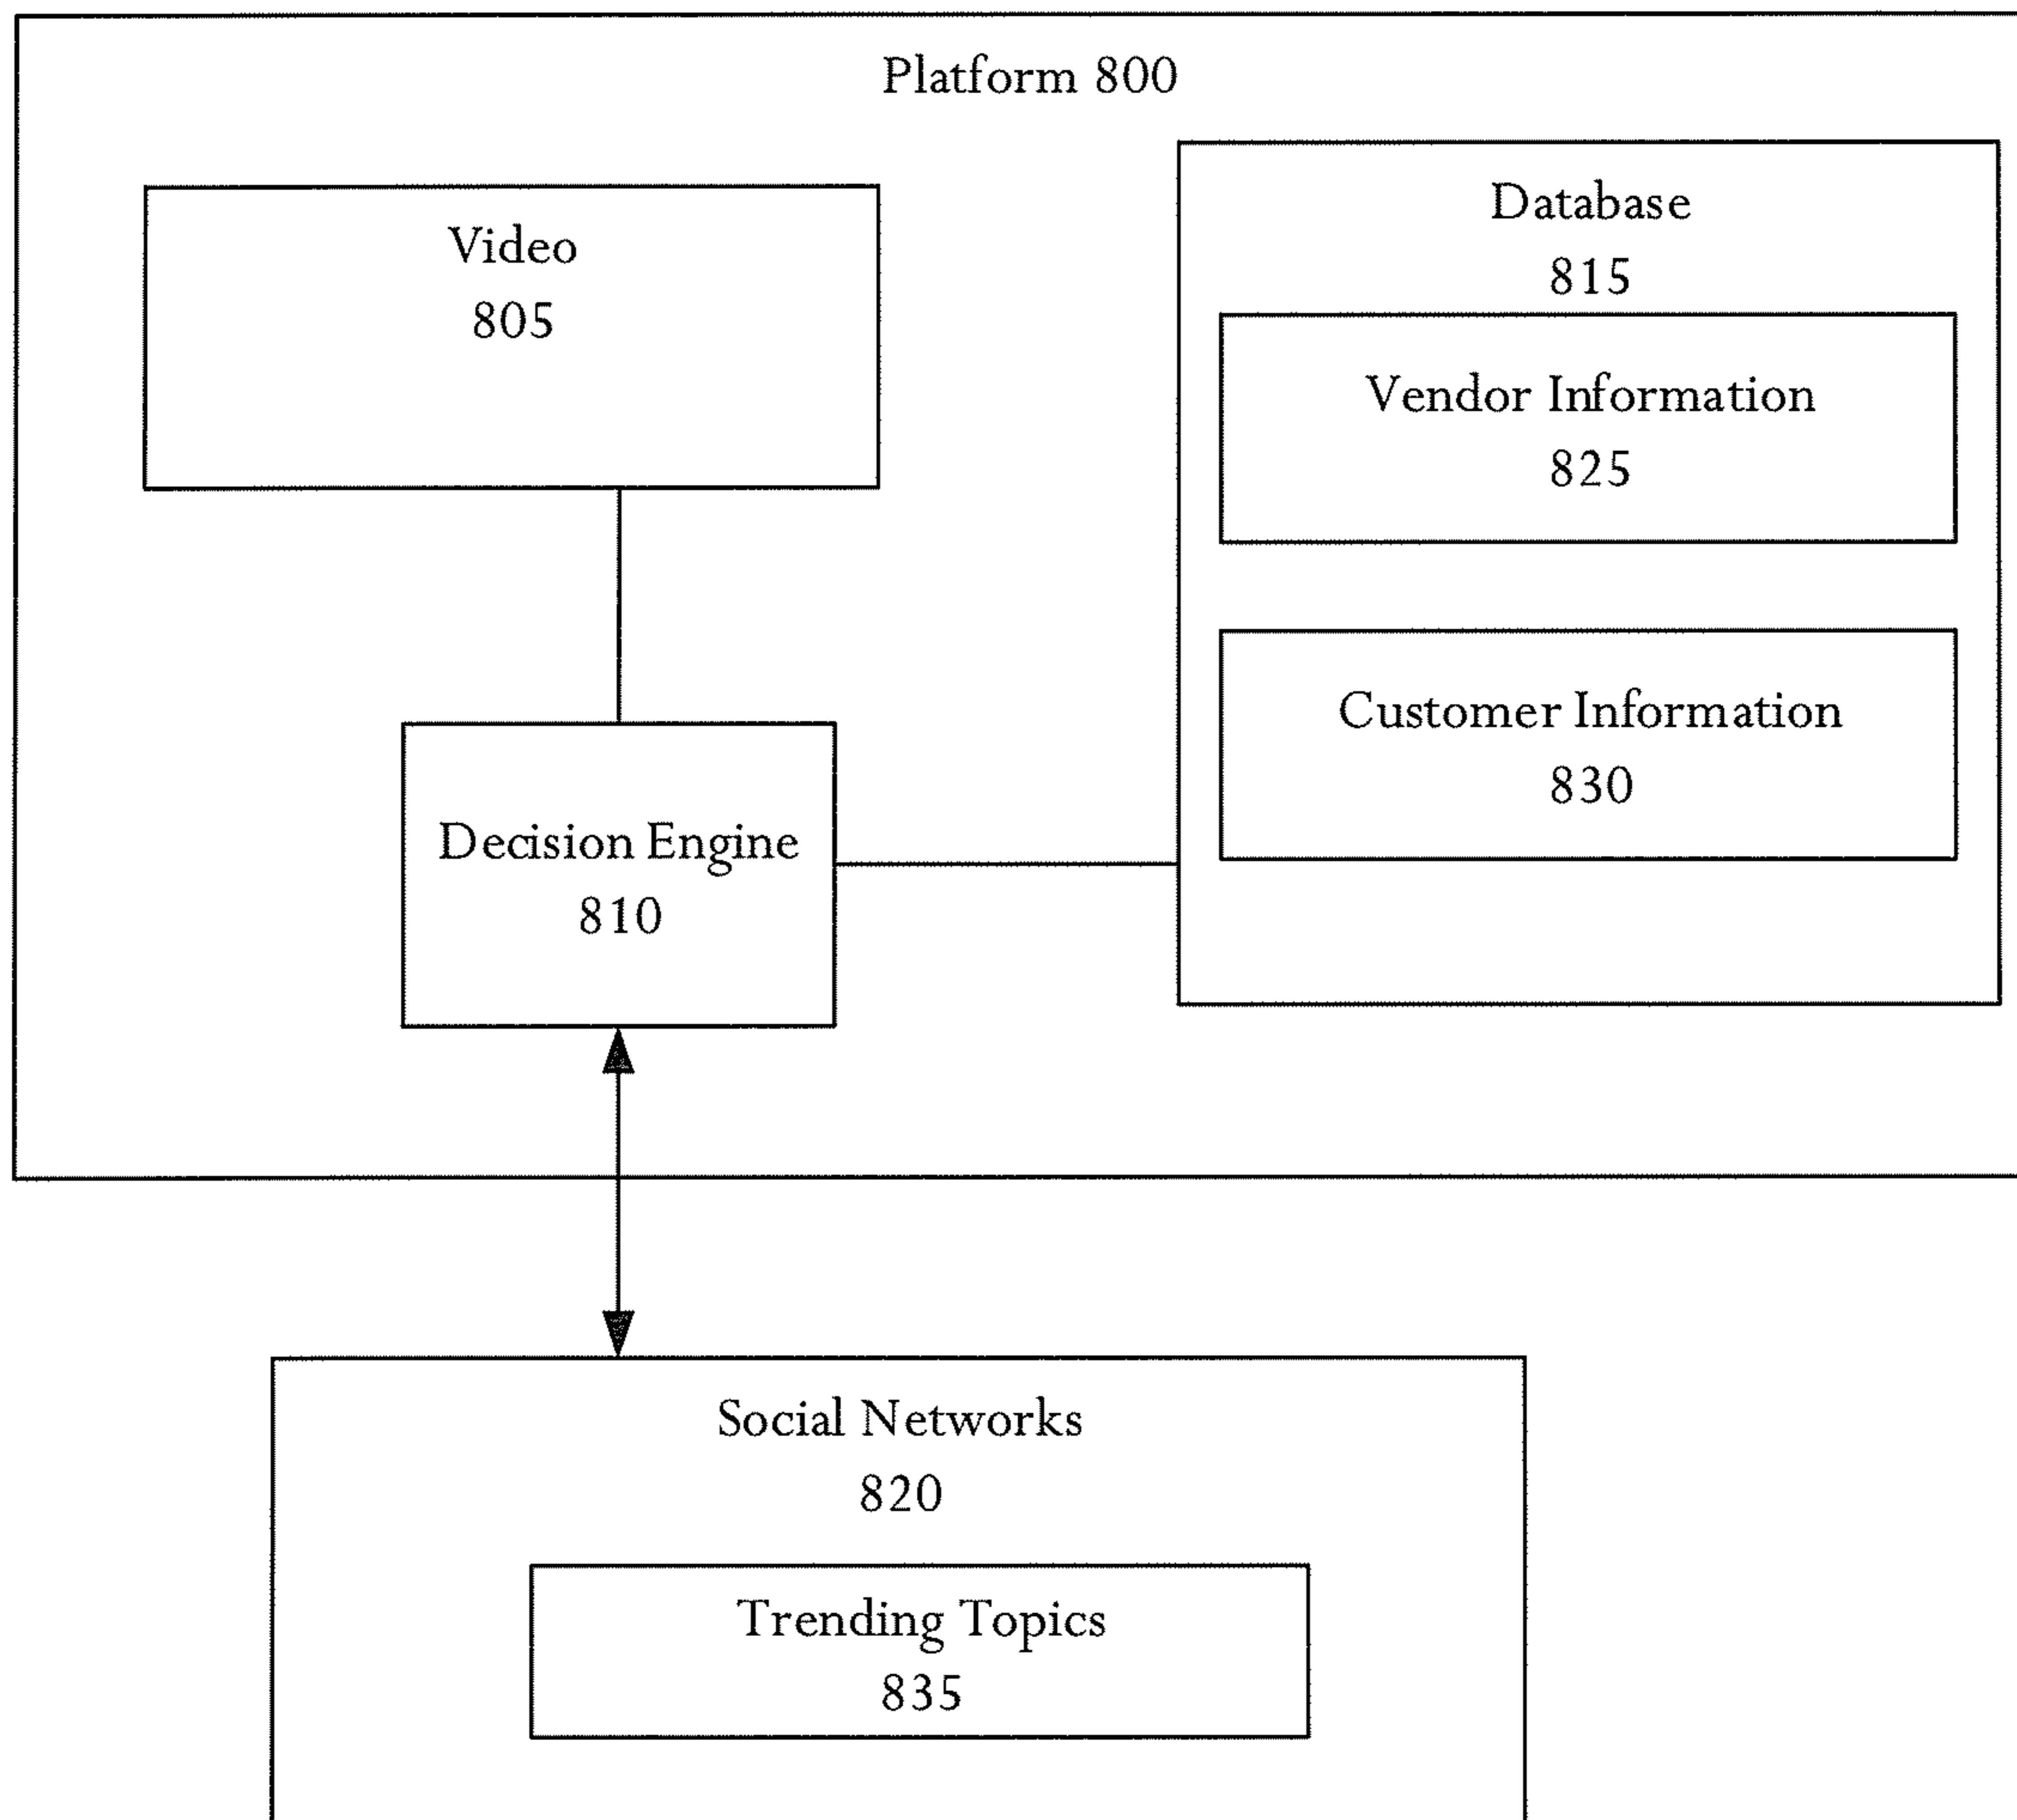 Platform 800
Video
805
Database
815
Vendor Information
825
Customer Information
830
Decision Engine
810
Social Networks
820
Trending Topics
835